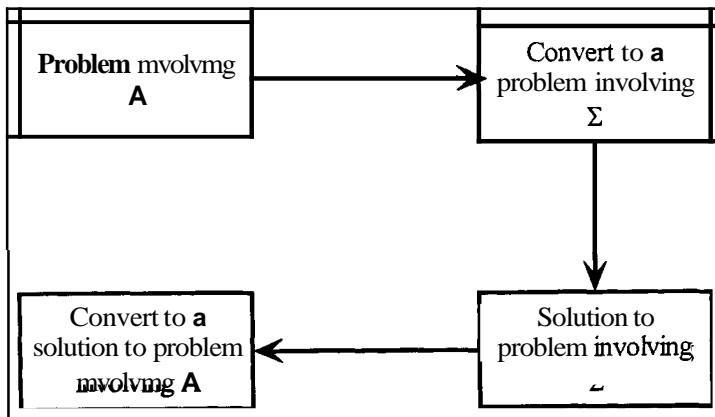 Problem mvolvmg
A
Convert to a
problem involving
Σ
Solution to
problem involving
Convert to a
solution to problem
mvolvmg A